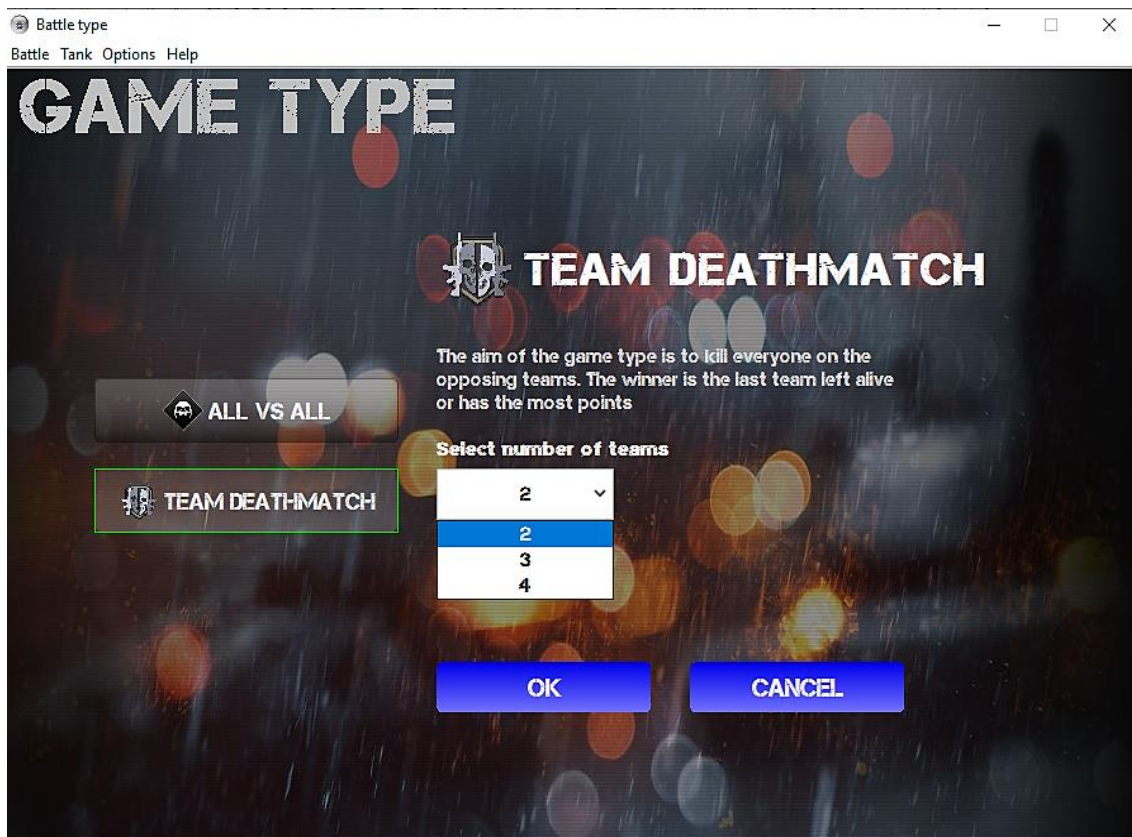 Battle type
Battle Tank Options Help
GAME TYPE
TEAM DEATHMATCH
The aim of the game type is to kill everyone on the
opposing teams. The winner is the last team left alive
or has the most points
ALL VS ALL
TEAM DEATHMATCH
Select number of teams
2
2
3
4
OK
CANCEL